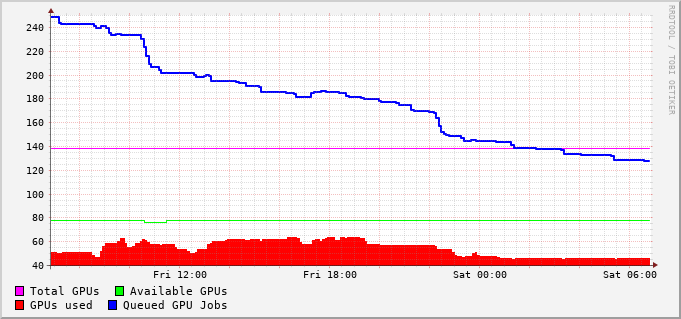 RRDTOOL / TOBI OETIKER
240
220
200
180
160
140
120
100
80
60
40
Fri 12:00 Fri 18:00 Sat 00:00 Sat 06:00
Total GPUs Available GPUs
GPUs used Queued GPU Jobs